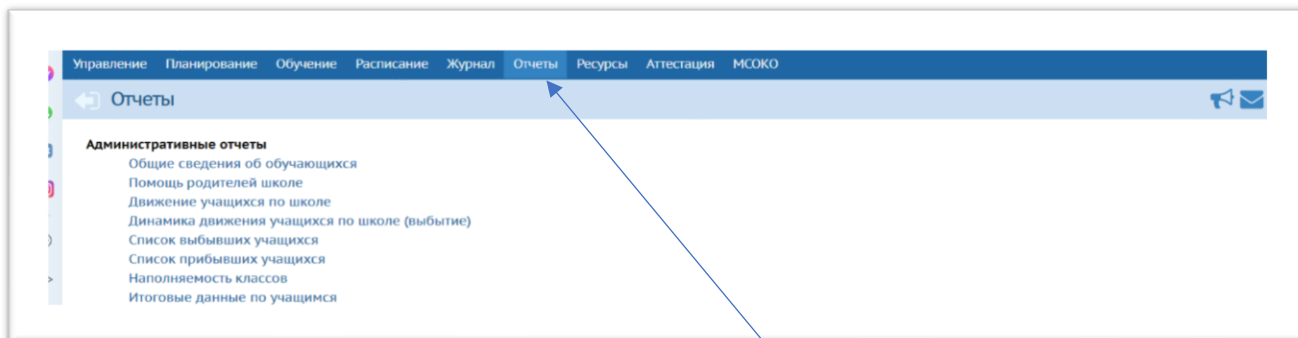 Управление Планирование Обучение Расписание Журнал Отчеты Ресурсы Аттестация МСОКО
Отчеты
Административные отчеты
Общие сведения об обучающихся
Помощь родителей школе
Движение учащихся по школе
Динамика движения учащихся по школе (выбытие)
Список выбывших учащихся
Список прибывших учащихся
Наполняемость классов
Итоговые данные по учащимся